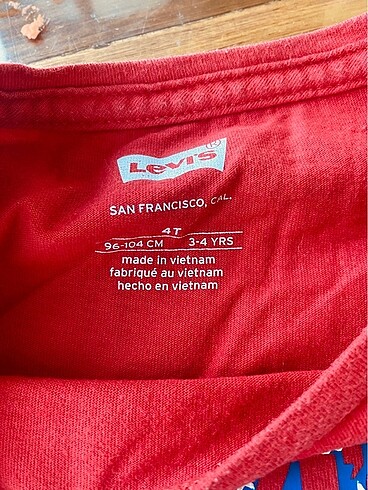 Levi's®
SAN FRANCISCO, CAL.
4T
96-104 CM 3-4 YRS
made in vietnam
fabriqué au vietnam
hecho en vietnam